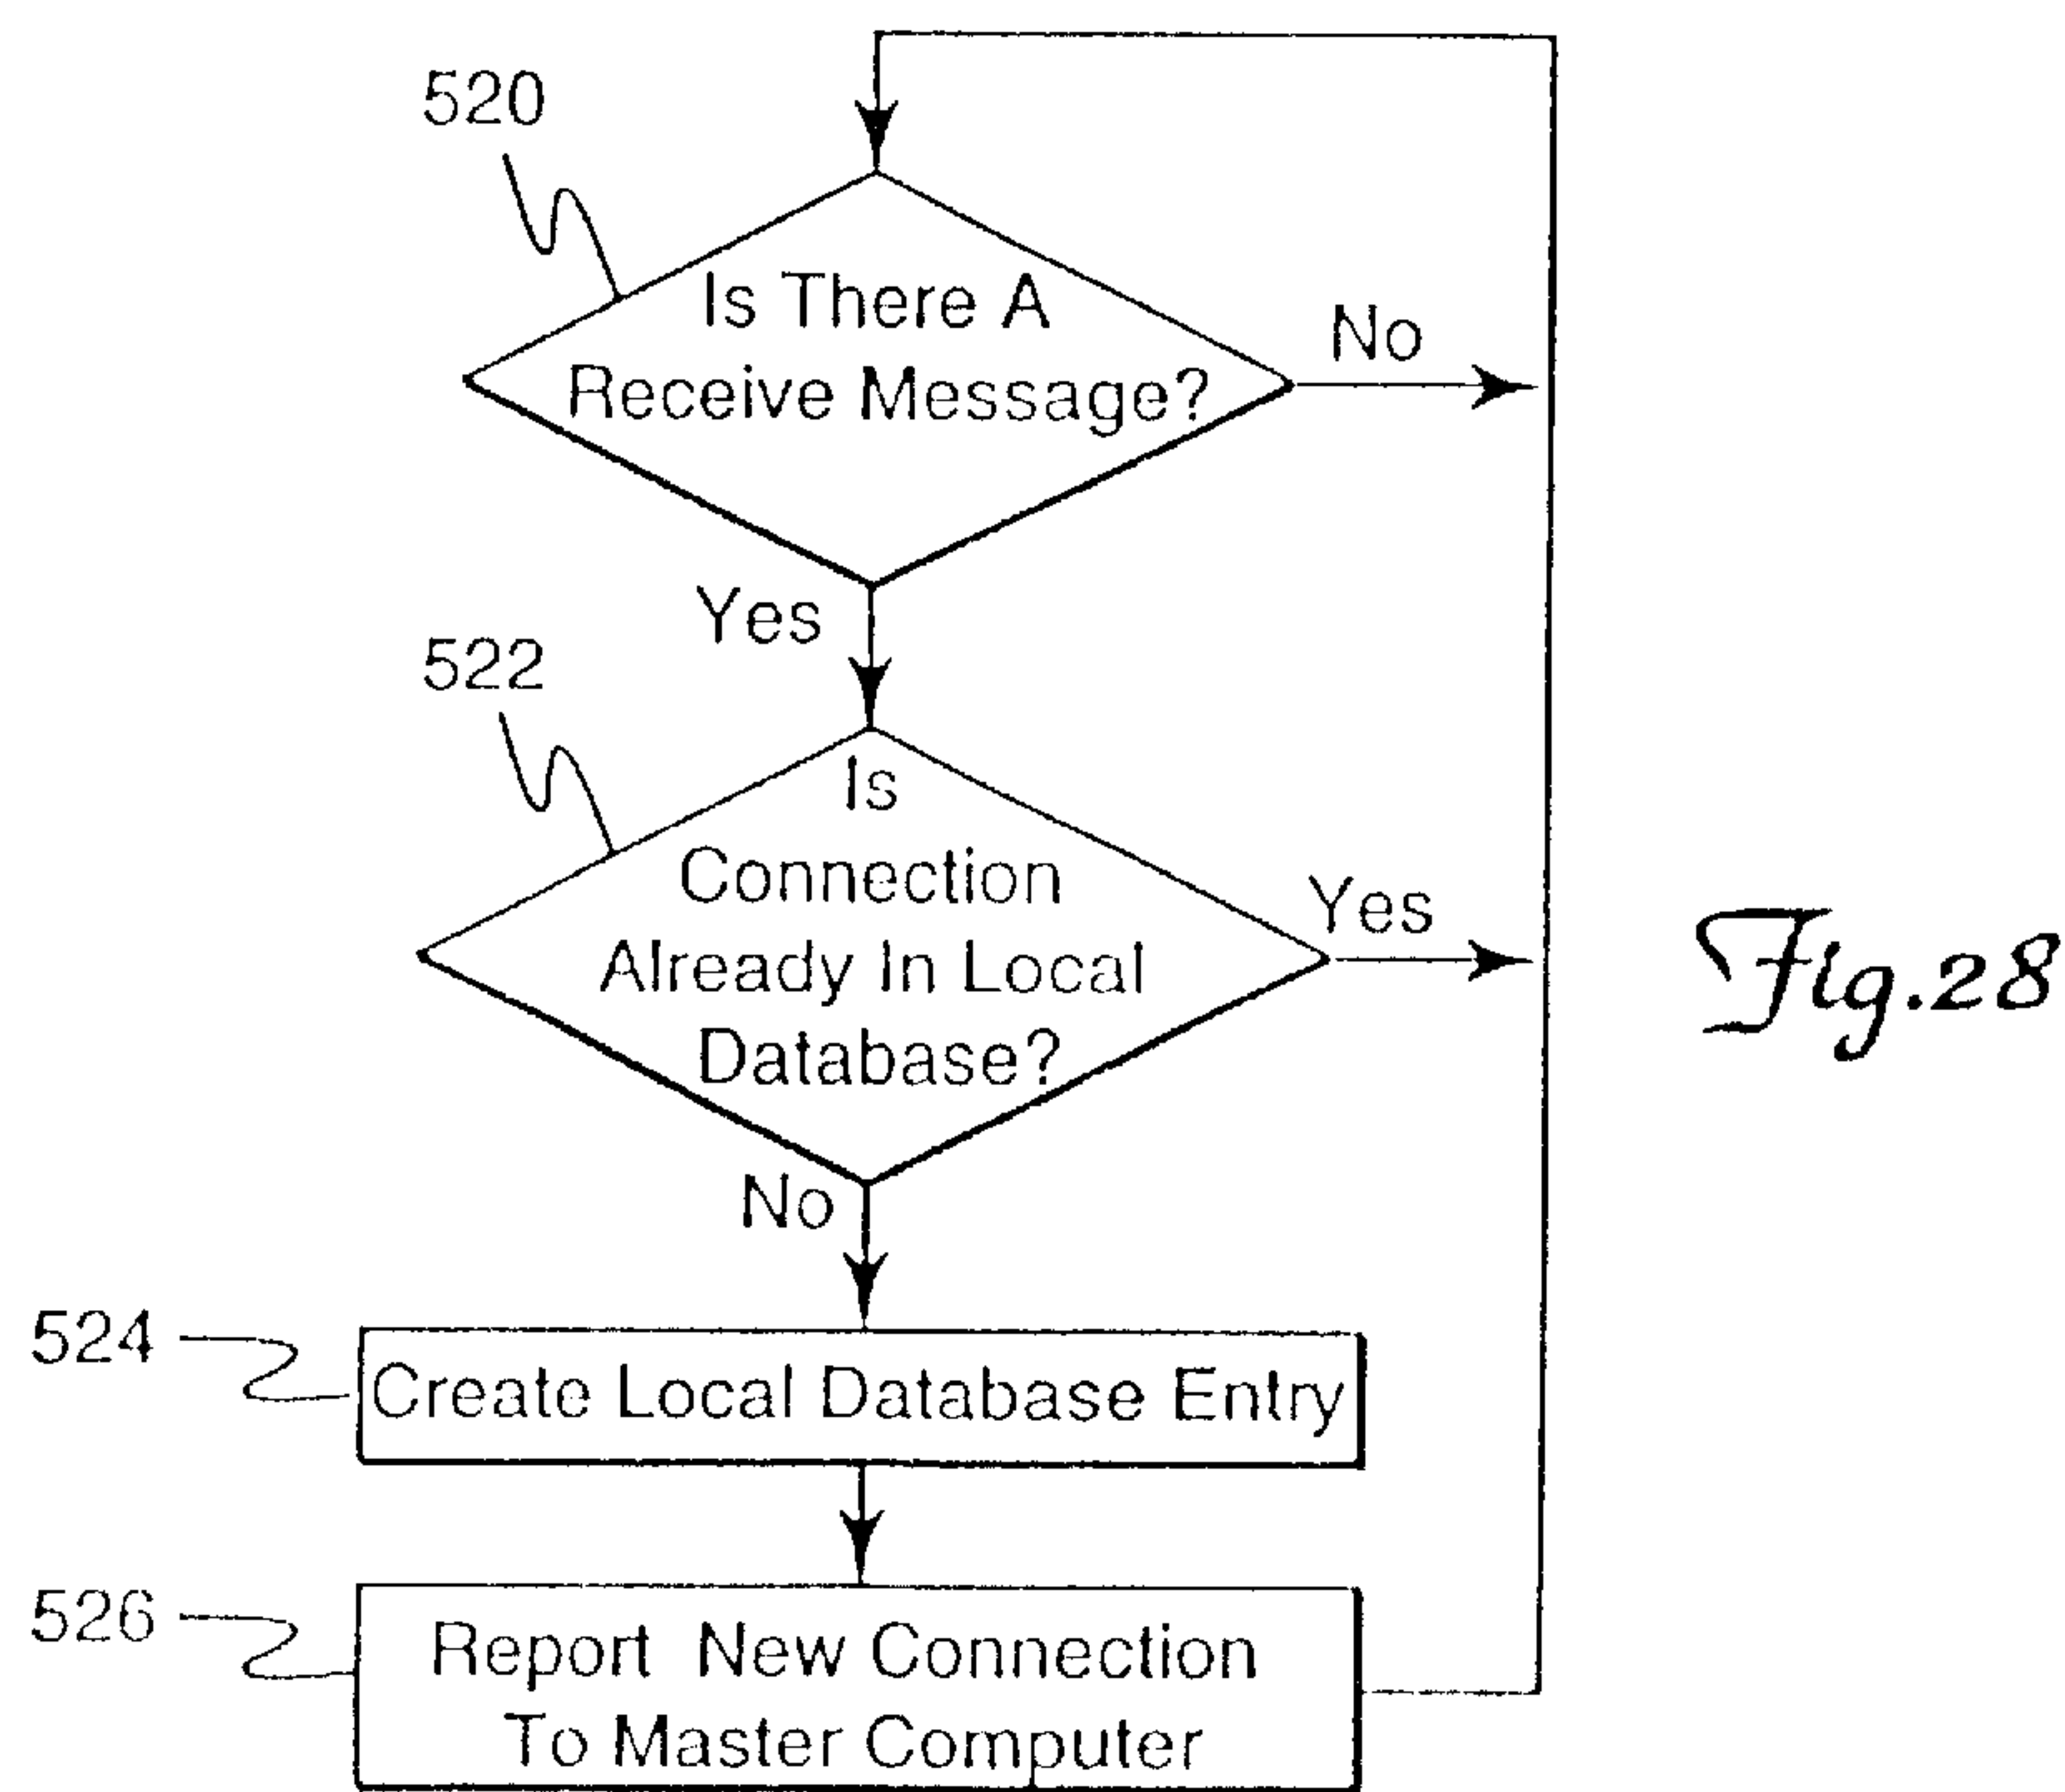 520
Is There A
Receive Message?
No
Yes
522
Is
Connection
Already In Local
Database?
Yes
No
524
Create Local Database Entry
526
Report New Connection
To Master Computer
Fig.28